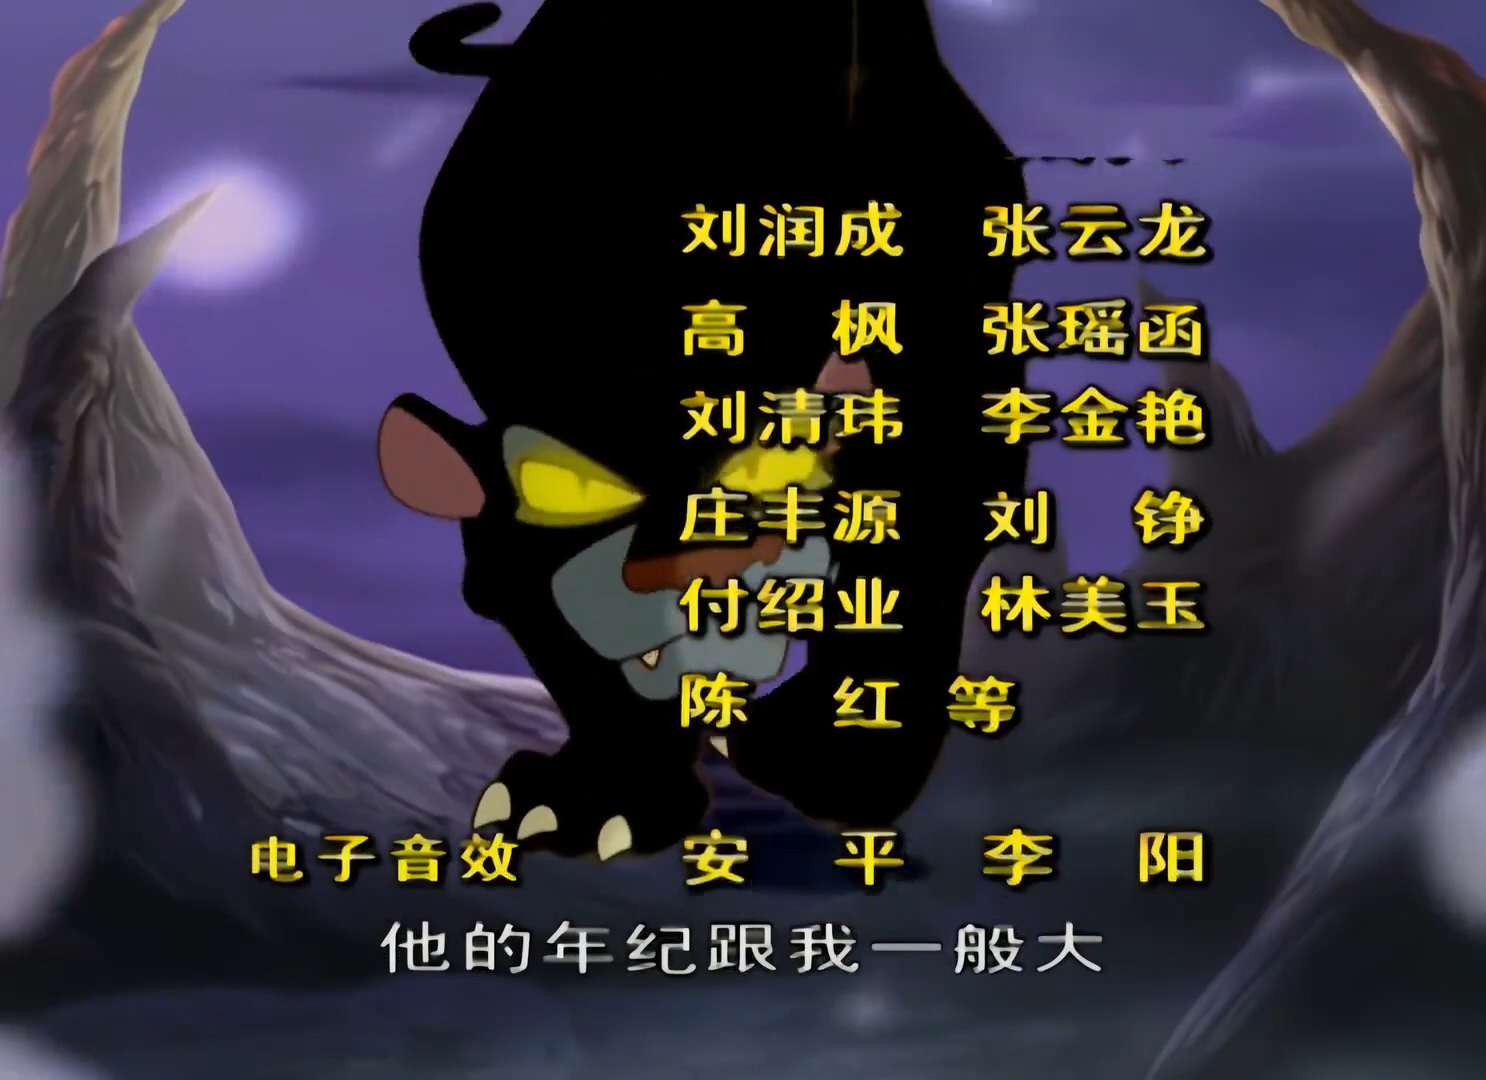 刘润成 张云龙
高枫 张瑶函
刘清玮 李金艳
庄丰源 刘铮
付绍业 林美玉
陈红 等
电子音效 安平 李阳
他的年纪跟我一般大